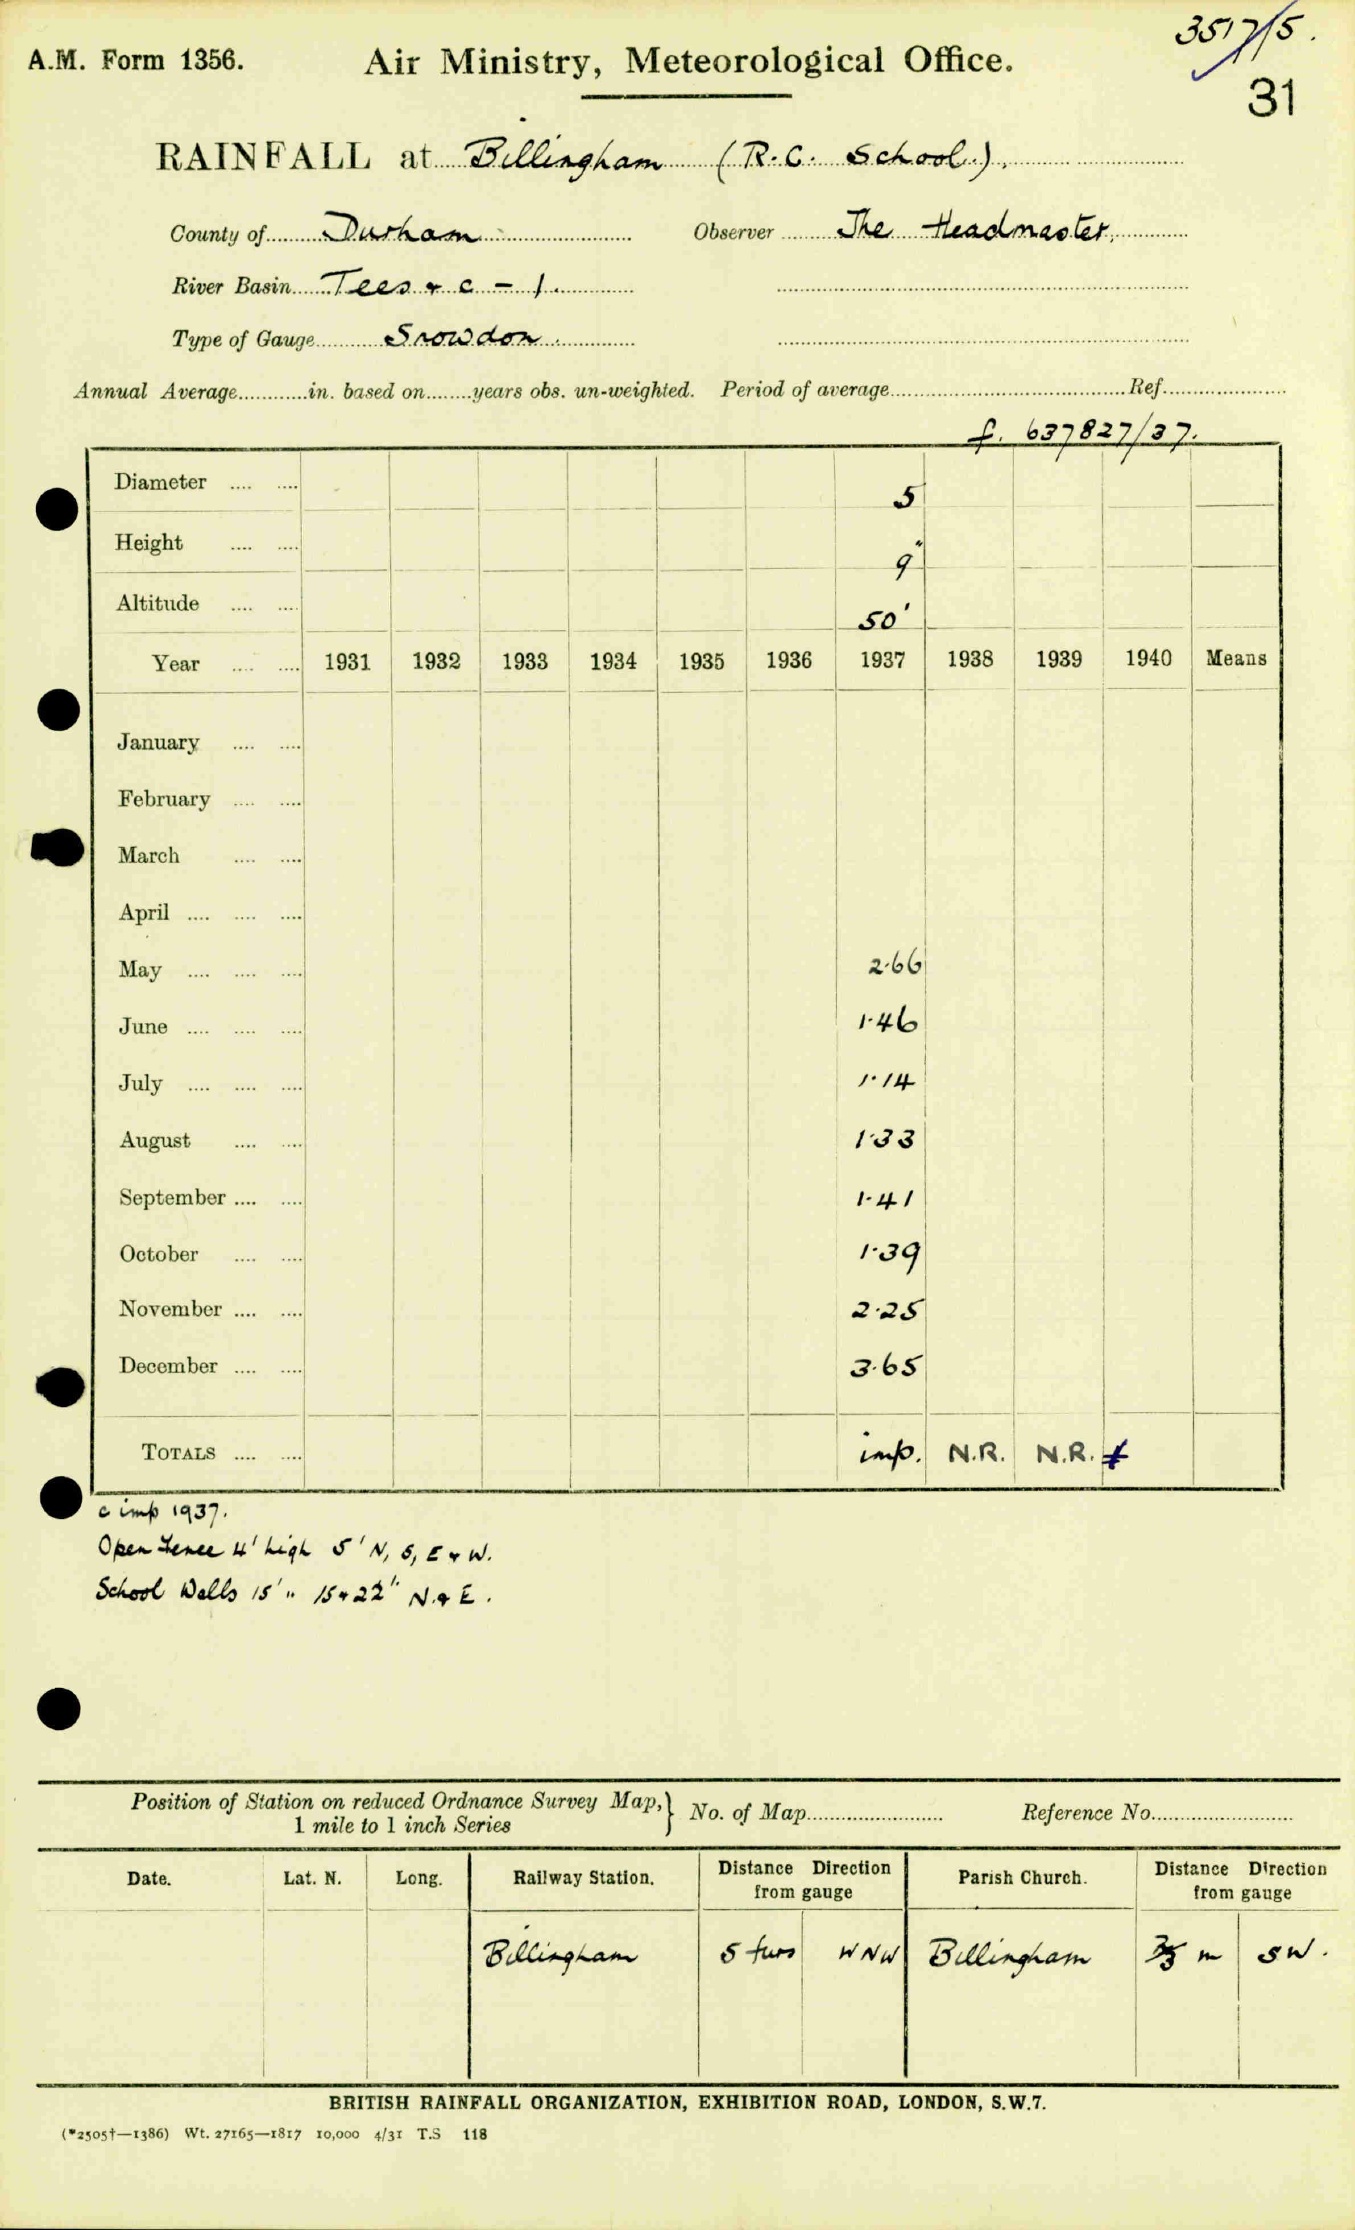 3517/5.
A.M. Form 1356.
Air Ministry, Meteorological Office.
31
RAINFALL at Billingham (R.C. School).
County of Durham Observer The Headmaster,
River Basin Tees & c - 1.
Type of Gauge Snowdon.
Annual Average............in. based on........years obs. un-weighted. Period of average............Ref............
f. 637827/37.
Diameter .... .... 5
Height .... .... 9"
Altitude .... .... 50'
Year .... .... 1931 1932 1933 1934 1935 1936 1937 1938 1939 1940 Means
January .... ....
February .... ....
March .... ....
April .... .... ....
May .... .... .... 2.66
June .... .... .... 1.46
July .... .... .... 1.14
August .... .... 1.33
September .... .... 1.41
October .... .... 1.39
November .... .... 2.25
December .... .... 3.65
TOTALS .... .... imp. N.R. N.R. ‡
c imp 1937.
Open Fence 4' high 5' N, S, E & W.
School Walls 15' " 15 & 22" N. & E.
Position of Station on reduced Ordnance Survey Map,} No. of Map............ Reference No............
1 mile to 1 inch Series
Date. Lat. N. Long. Railway Station. Distance Direction from gauge Parish Church. Distance Direction from gauge
Billingham 5 furs WNW Billingham m SW.
BRITISH RAINFALL ORGANIZATION, EXHIBITION ROAD, LONDON, S.W.7.
(*2505†—1386) Wt. 27165—1817 10,000 4/31 T.S 118